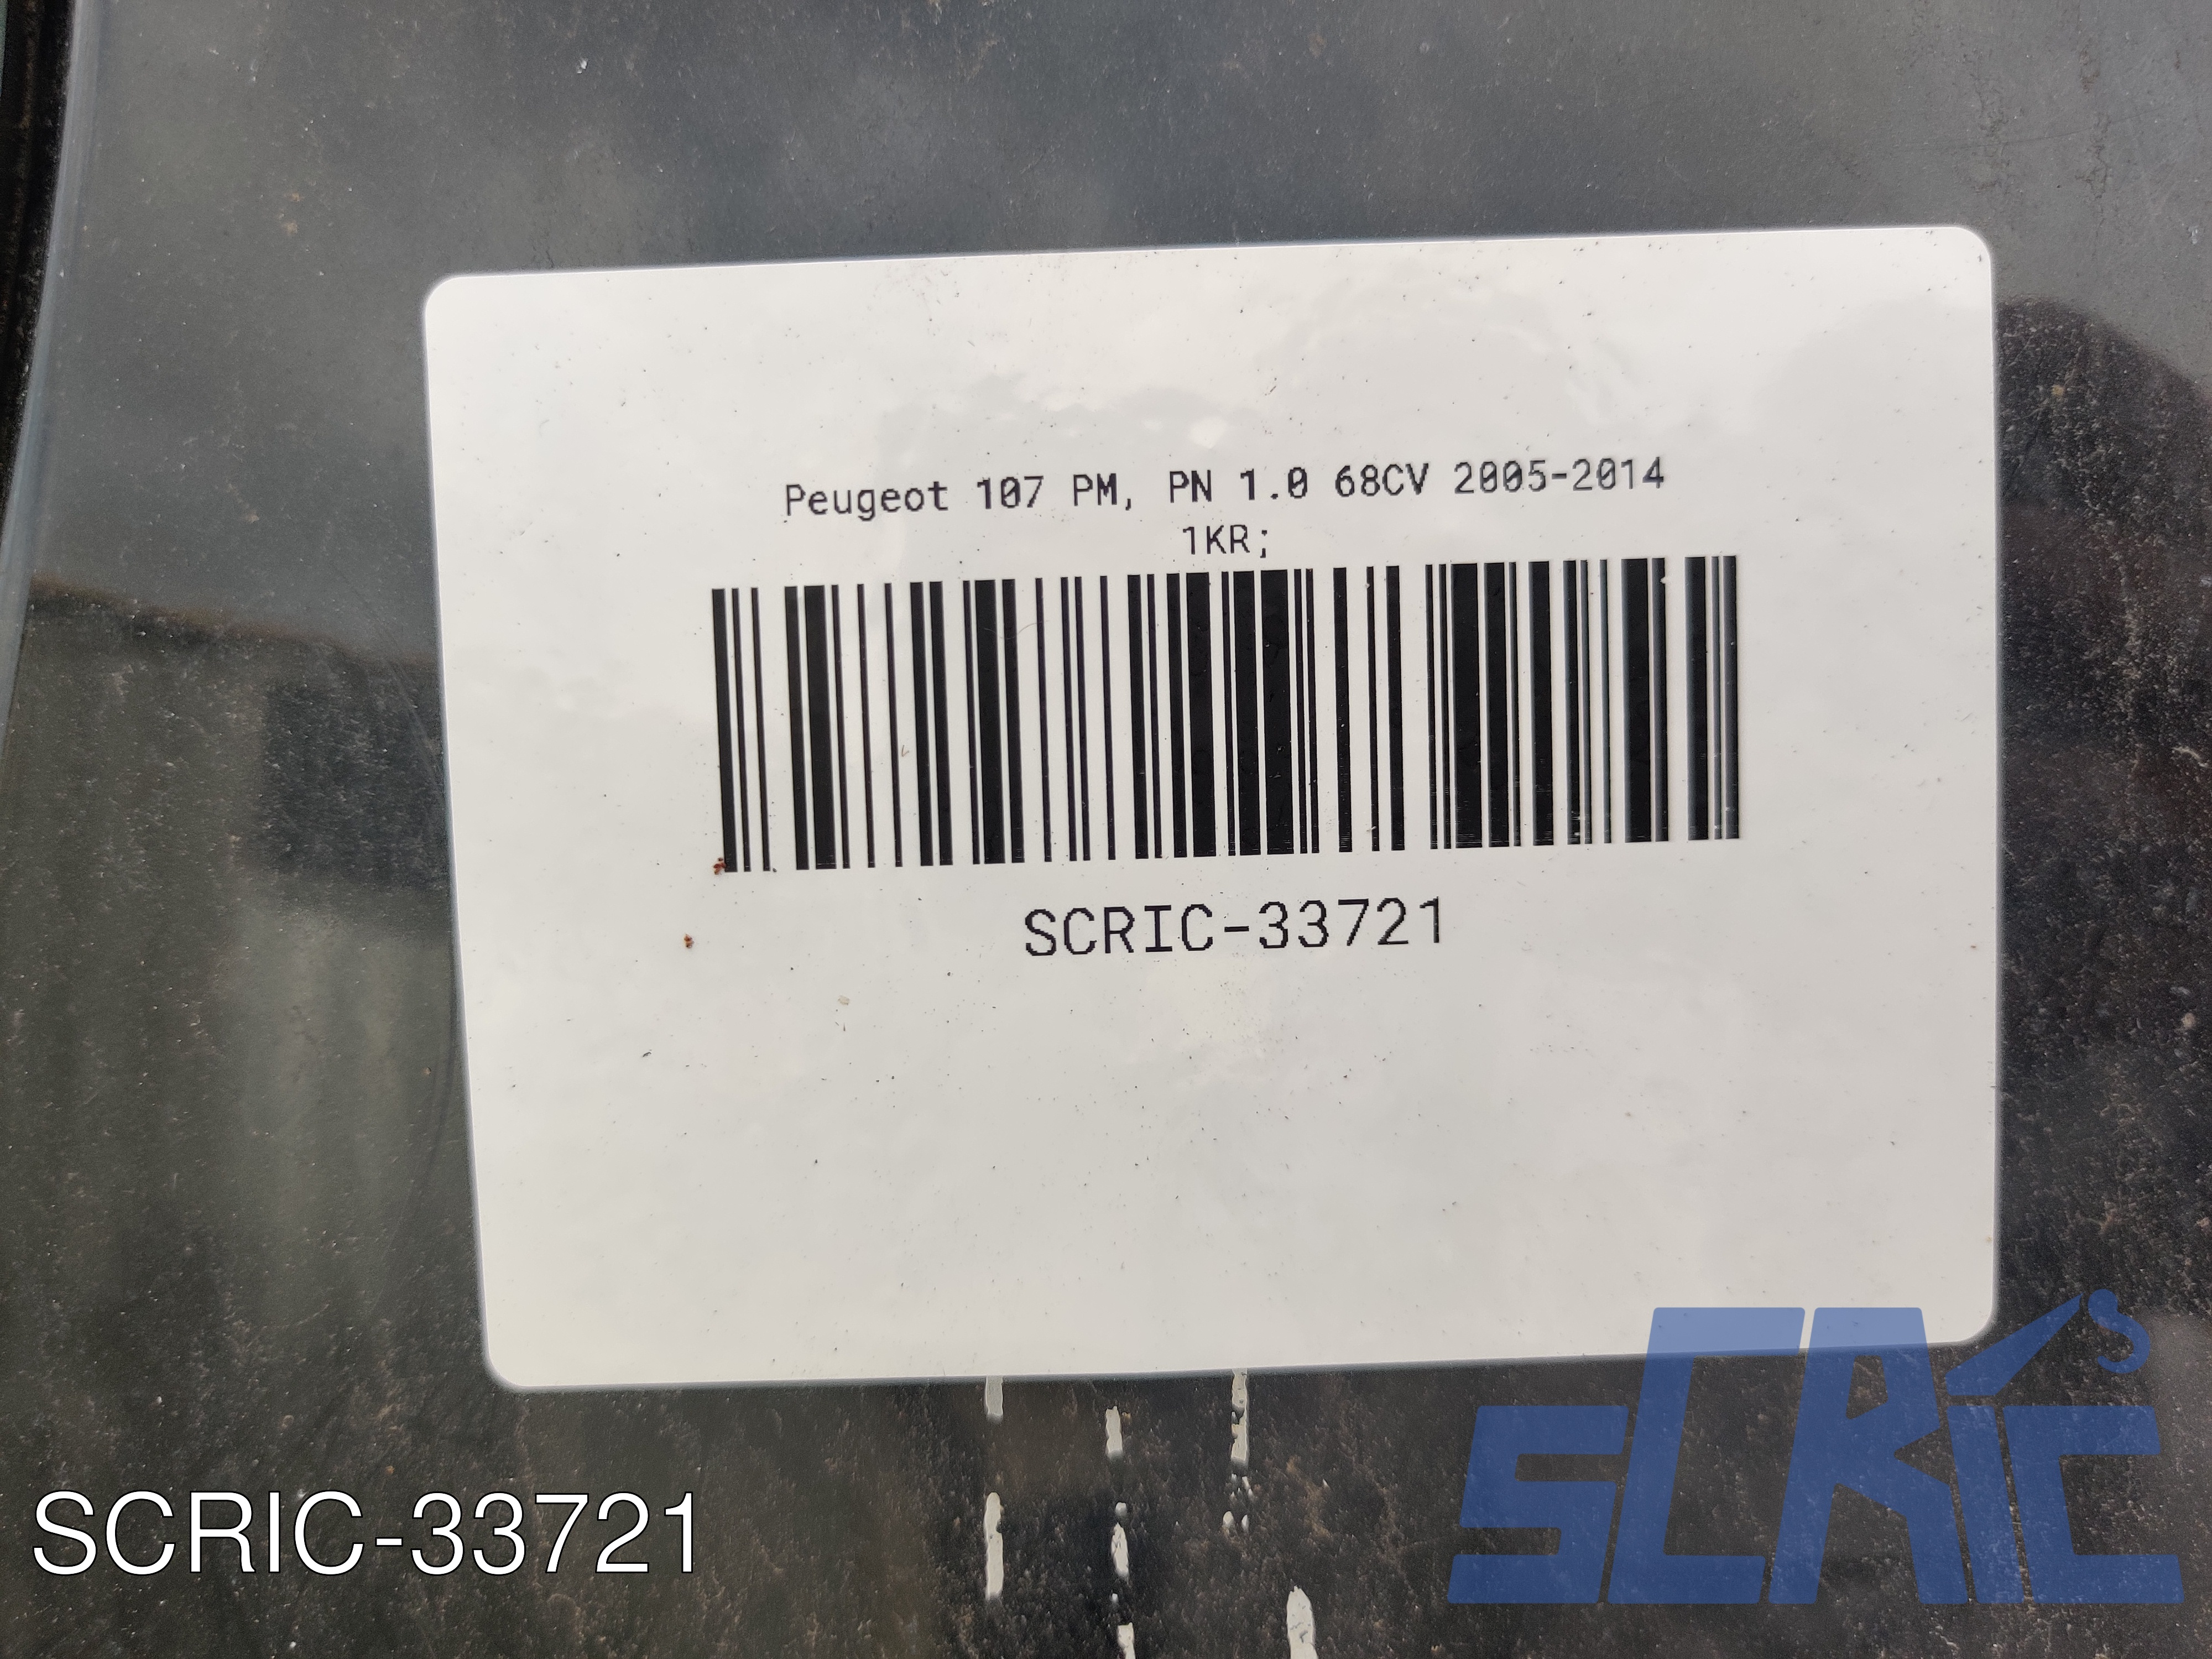 Peugeot 107 PM, PN 1.0 68CV 2005-2014
1KR;
SCRIC-33721
SCRIC
SCRIC-33721